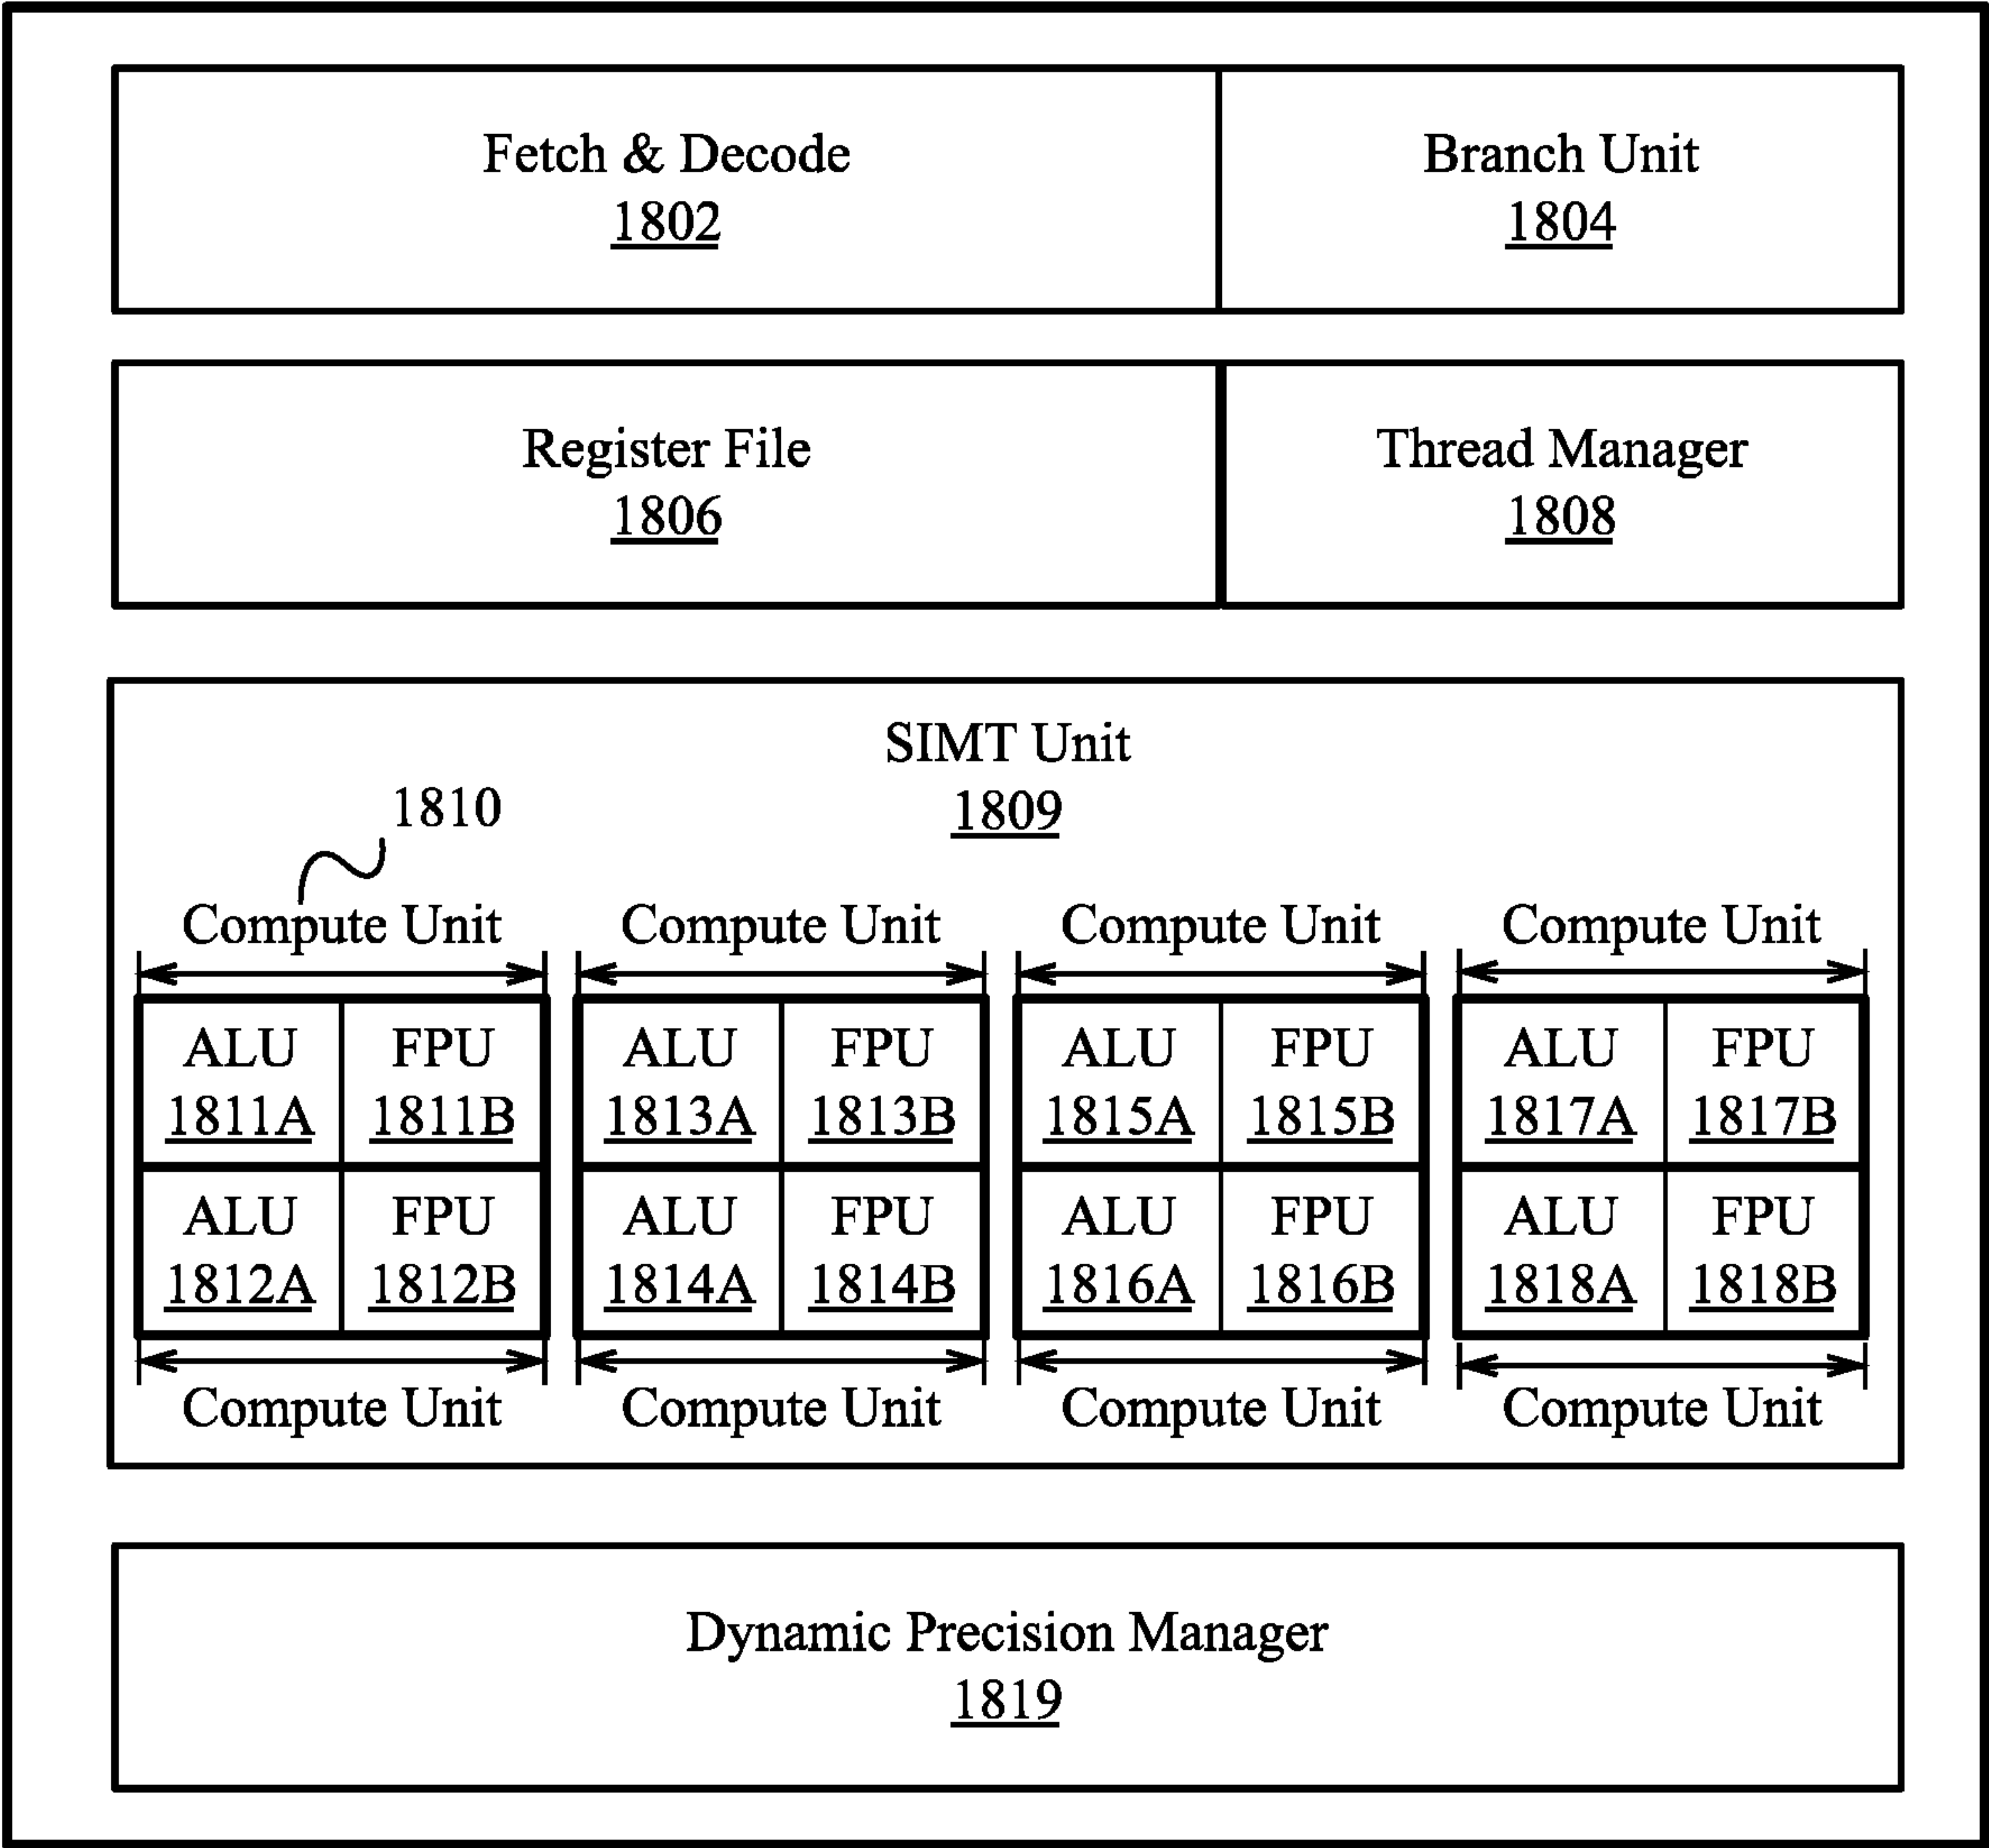 Fetch & Decode
1802
Branch Unit
1804
Register File
1806
Thread Manager
1808
SIMT Unit
1809
1810
Compute Unit Compute Unit Compute Unit Compute Unit
ALU FPU ALU FPU ALU FPU ALU FPU
1811A 1811B 1813A 1813B 1815A 1815B 1817A 1817B
ALU FPU ALU FPU ALU FPU ALU FPU
1812A 1812B 1814A 1814B 1816A 1816B 1818A 1818B
Compute Unit Compute Unit Compute Unit Compute Unit
Dynamic Precision Manager
1819